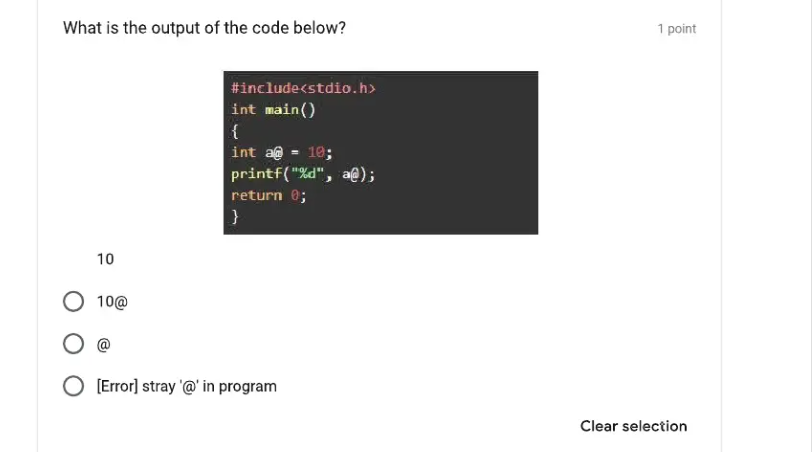 What is the output of the code below?
1 point
#include<stdio.h>
int main()
{
int a@ = 10;
printf("%d", a@);
return 0;
}
10
10@
@
[Error] stray '@' in program
Clear selection